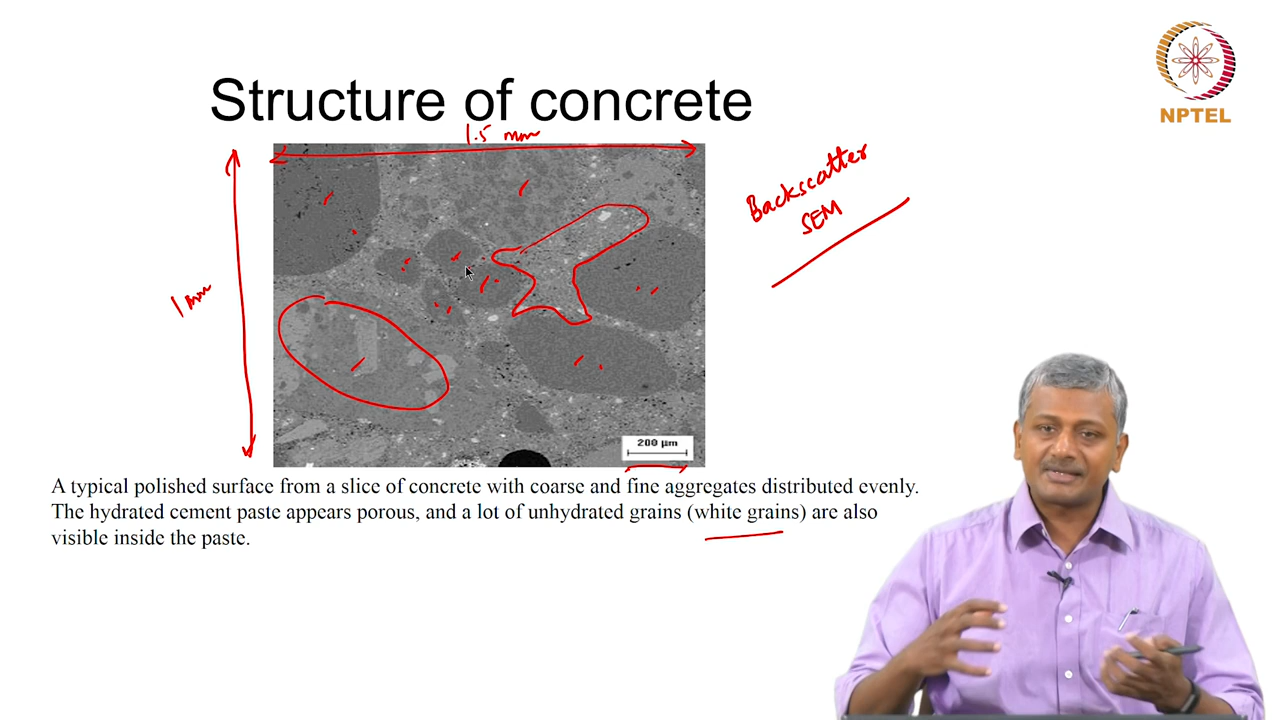 NPTEL
Structure of concrete
1.5 mm
Backscatter
SEM
1 mm
200 µm
A typical polished surface from a slice of concrete with coarse and fine aggregates distributed evenly.
The hydrated cement paste appears porous, and a lot of unhydrated grains (white grains) are also
visible inside the paste.